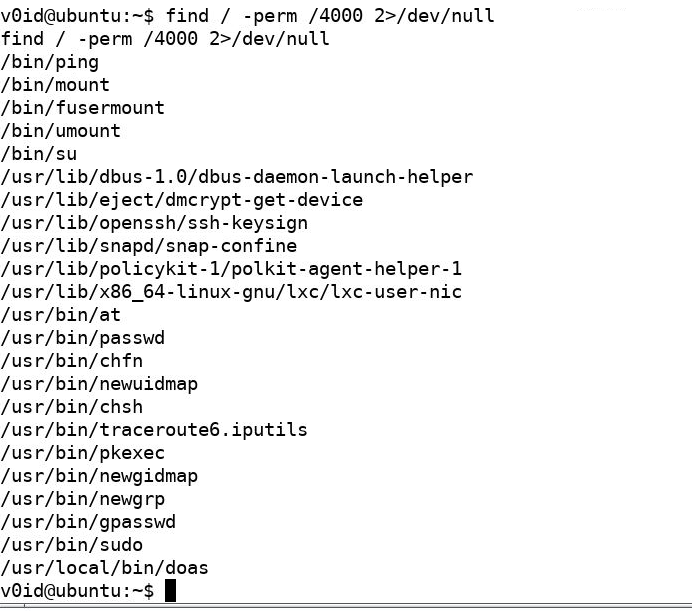 v0id@ubuntu:~$ find / -perm /4000 2>/dev/null
find / -perm /4000 2>/dev/null
/bin/ping
/bin/mount
/bin/fusermount
/bin/umount
/bin/su
/usr/lib/dbus-1.0/dbus-daemon-launch-helper
/usr/lib/eject/dmcrypt-get-device
/usr/lib/openssh/ssh-keysign
/usr/lib/snapd/snap-confine
/usr/lib/policykit-1/polkit-agent-helper-1
/usr/lib/x86_64-linux-gnu/lxc/lxc-user-nic
/usr/bin/at
/usr/bin/passwd
/usr/bin/chfn
/usr/bin/newuidmap
/usr/bin/chsh
/usr/bin/traceroute6.iputils
/usr/bin/pkexec
/usr/bin/newgidmap
/usr/bin/newgrp
/usr/bin/gpasswd
/usr/bin/sudo
/usr/local/bin/doas
v0id@ubuntu:~$